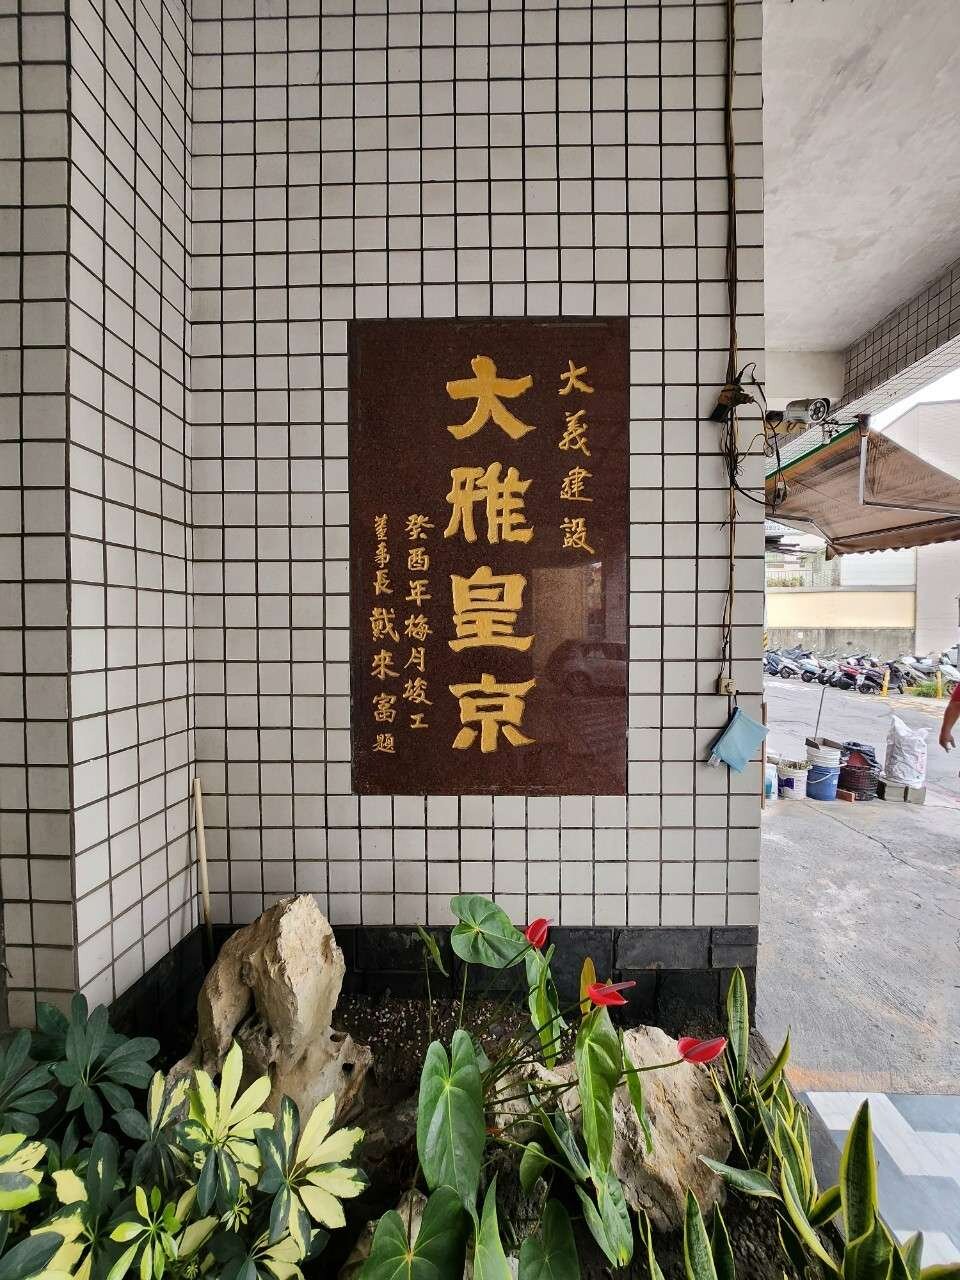 大義建設
大雅皇京
癸酉年梅月竣工
董事長戴來富題